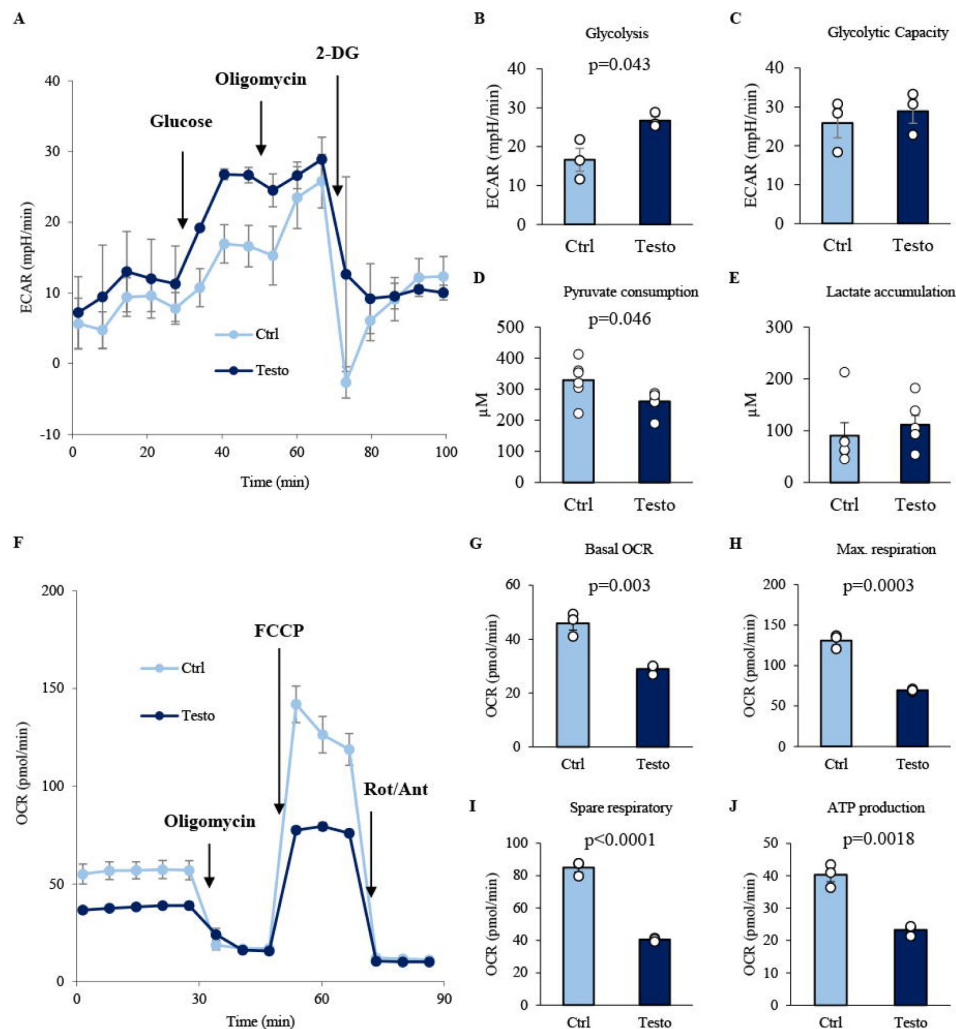 A
ECAR (mpH/min)
40
30
20
10
0
-10
0
20
40
60
80
100
Time (min)
Glucose
Oligomycin
2-DG
Ctrl
Testo
B
Glycolysis
p=0.043
ECAR (mpH/min)
40
30
20
10
0
Ctrl
Testo
C
Glycolytic Capacity
ECAR (mpH/min)
40
30
20
10
0
Ctrl
Testo
D
Pyruvate consumption
p=0.046
µM
500
400
300
200
100
0
Ctrl
Testo
E
Lactate accumulation
µM
300
200
100
0
Ctrl
Testo
F
OCR (pmol/min)
200
150
100
50
0
0
30
60
90
Time (min)
Ctrl
Testo
Oligomycin
FCCP
Rot/Ant
G
Basal OCR
p=0.003
OCR (pmol/min)
60
40
20
0
Ctrl
Testo
H
Max. respiration
p=0.0003
OCR (pmol/min)
200
150
100
50
0
Ctrl
Testo
I
Spare respiratory
p<0.0001
OCR (pmol/min)
100
80
60
40
20
0
Ctrl
Testo
J
ATP production
p=0.0018
OCR (pmol/min)
50
40
30
20
10
0
Ctrl
Testo